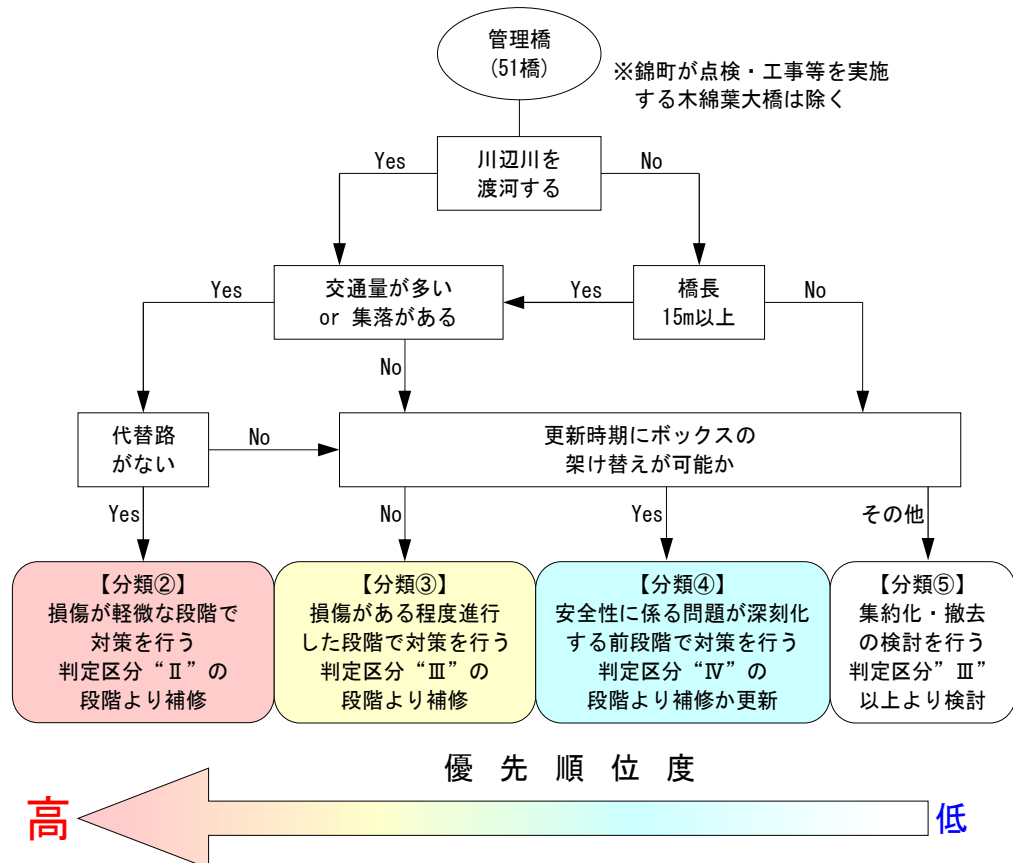 管理橋
(51橋)
※錦町が点検・工事等を実施
する木綿葉大橋は除く
Yes
川辺川を
渡河する
No
Yes
交通量が多い
or 集落がある
Yes
橋長
15m以上
No
No
代替路
がない
No
更新時期にボックスの
架け替えが可能か
Yes
No
Yes
その他
【分類②】
損傷が軽微な段階で
対策を行う
判定区分“Ⅱ”の
段階より補修
【分類③】
損傷がある程度進行
した段階で対策を行う
判定区分“Ⅲ”の
段階より補修
【分類④】
安全性に係る問題が深刻化
する前段階で対策を行う
判定区分“Ⅳ”の
段階より補修か更新
【分類⑤】
集約化・撤去
の検討を行う
判定区分”Ⅲ”
以上より検討
優先順位度
高
低